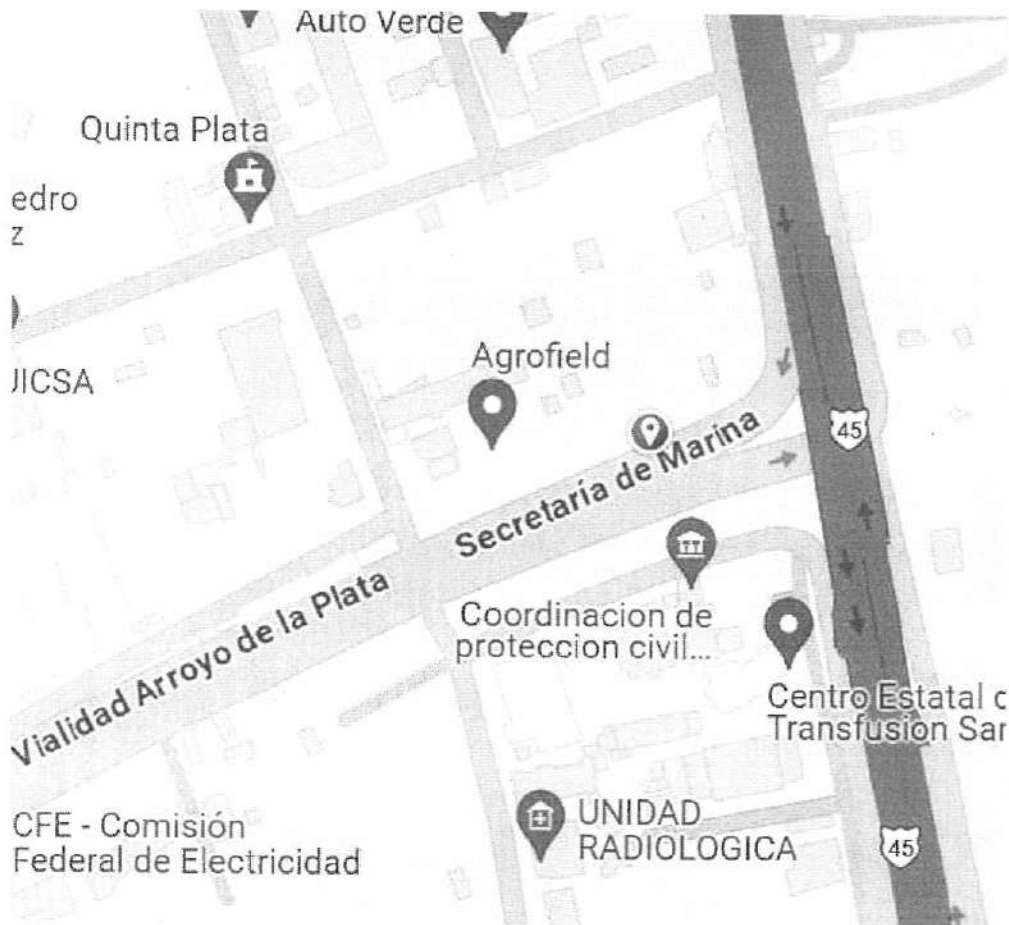 Auto Verde
Quinta Plata
edro
z
JICSA
Agrofield
45
Secretaría de Marina
Vialidad Arroyo de la Plata
Coordinacion de
proteccion civil...
Centro Estatal c
Transfusion Sar
CFE - Comisión
Federal de Electricidad
UNIDAD
RADIOLOGICA
45